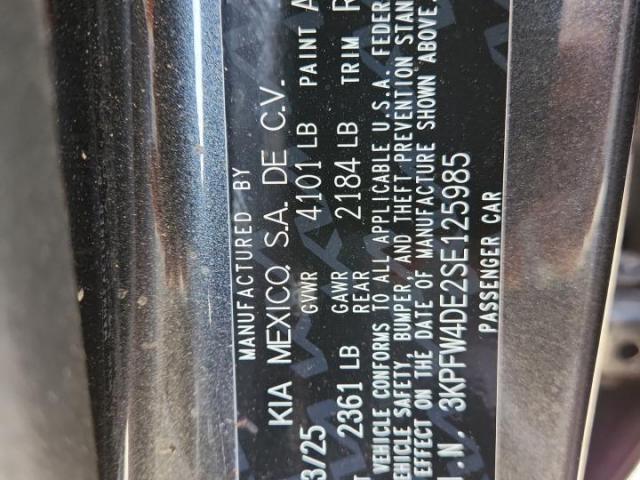 MANUFACTURED BY
KIA MEXICO, S.A. DE C.V.
3/25 GVWR 4101 LB PAINT A
2361 LB GAWR REAR 2184 LB TRIM R
VEHICLE CONFORMS TO ALL APPLICABLE U.S.A. FEDER
EHICLE SAFETY, BUMPER, AND THEFT PREVENTION STAN
EFFECT ON THE DATE OF MANUFACTURE SHOWN ABOVE.
I.N. 3KPFW4DE2SE125985
PASSENGER CAR